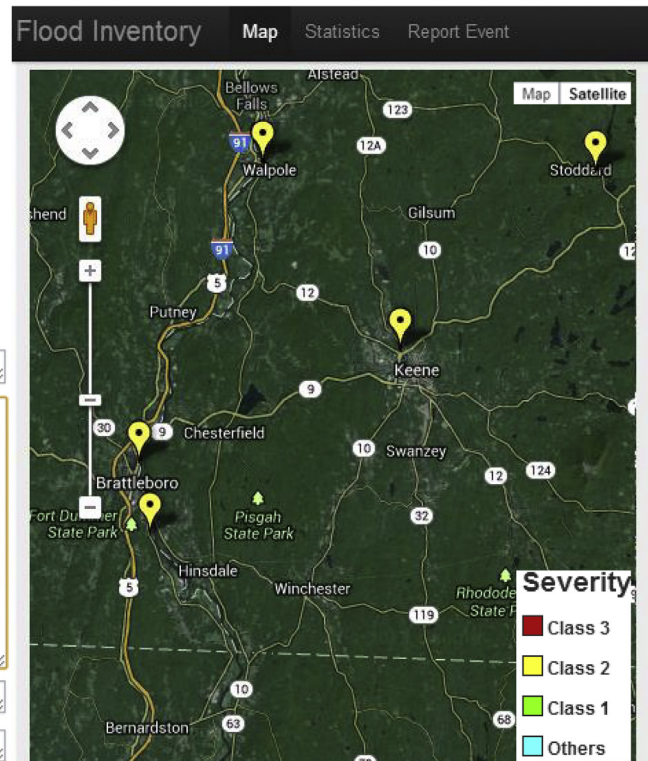 Flood Inventory Map Statistics Report Event
Alstead
Bellows
Falls
Map Satellite
123
91
12A
Walpole
Stoddard
shend
Gilsum
91
10
12
5
12
Putney
Keene
9
30
9
Chesterfield
10
Swanzey
Brattleboro
12
124
Fort Dummer
State Park
Pisgah
State Park
32
Hinsdale
Winchester
5
Rhodode
State P
119
Severity
Class 3
Class 2
Class 1
Others
10
63
68
Bernardston